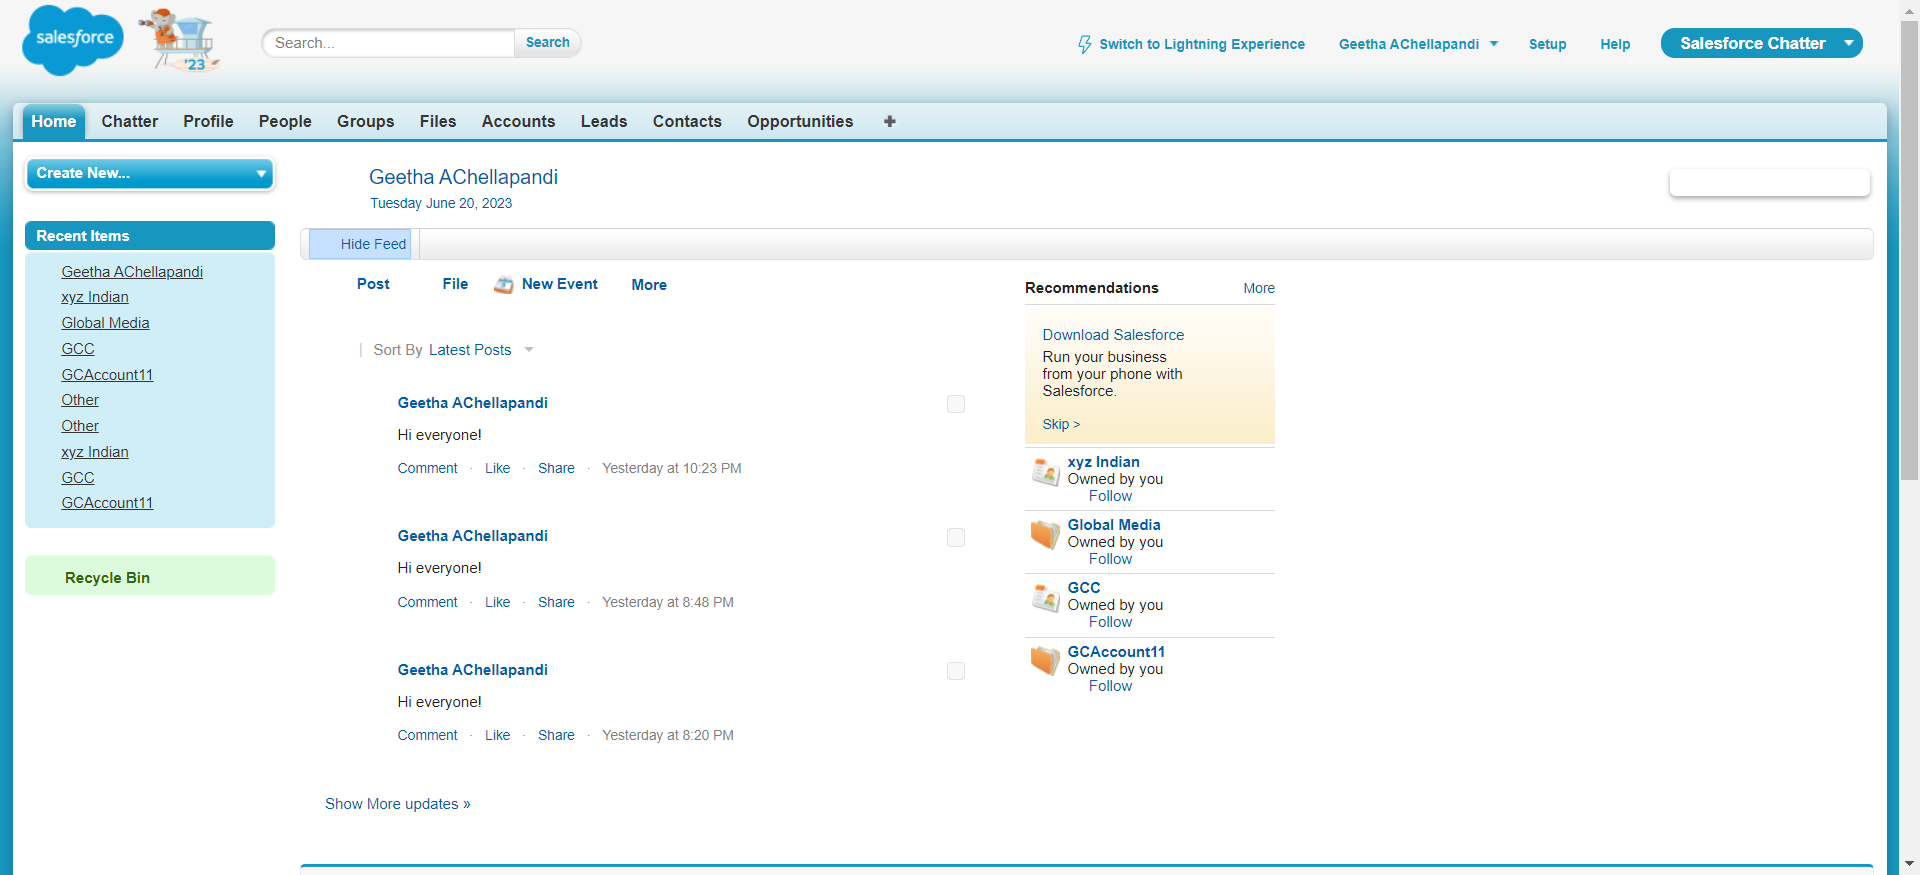 salesforce
'23
Search...
Search
Switch to Lightning Experience
Geetha AChellapandi
Setup
Help
Salesforce Chatter
Home
Chatter
Profile
People
Groups
Files
Accounts
Leads
Contacts
Opportunities
Create New...
Recent Items
Geetha AChellapandi
xyz Indian
Global Media
GCC
GCAccount11
Other
Other
xyz Indian
GCC
GCAccount11
Recycle Bin
Geetha AChellapandi
Tuesday June 20, 2023
Hide Feed
Post
File
New Event
More
Sort By Latest Posts
Geetha AChellapandi
Hi everyone!
Comment · Like · Share · Yesterday at 10:23 PM
Geetha AChellapandi
Hi everyone!
Comment · Like · Share · Yesterday at 8:48 PM
Geetha AChellapandi
Hi everyone!
Comment · Like · Share · Yesterday at 8:20 PM
Show More updates »
Recommendations
More
Download Salesforce
Run your business
from your phone with
Salesforce.
Skip >
xyz Indian
Owned by you
Follow
Global Media
Owned by you
Follow
GCC
Owned by you
Follow
GCAccount11
Owned by you
Follow